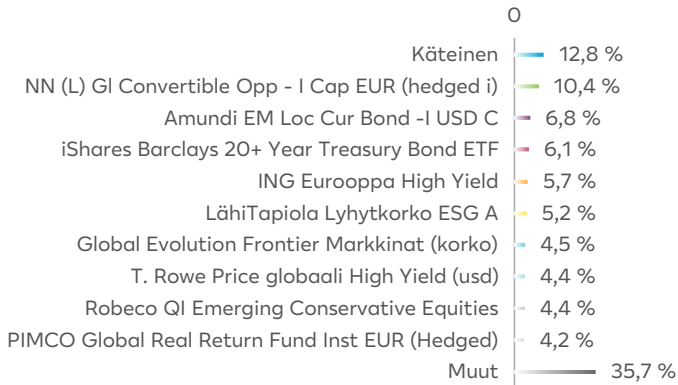 0
Käteinen 12,8 %
NN (L) Gl Convertible Opp - I Cap EUR (hedged i) 10,4 %
Amundi EM Loc Cur Bond -I USD C 6,8 %
iShares Barclays 20+ Year Treasury Bond ETF 6,1 %
ING Eurooppa High Yield 5,7 %
LähiTapiola Lyhytkorko ESG A 5,2 %
Global Evolution Frontier Markkinat (korko) 4,5 %
T. Rowe Price globaali High Yield (usd) 4,4 %
Robeco QI Emerging Conservative Equities 4,4 %
PIMCO Global Real Return Fund Inst EUR (Hedged) 4,2 %
Muut 35,7 %